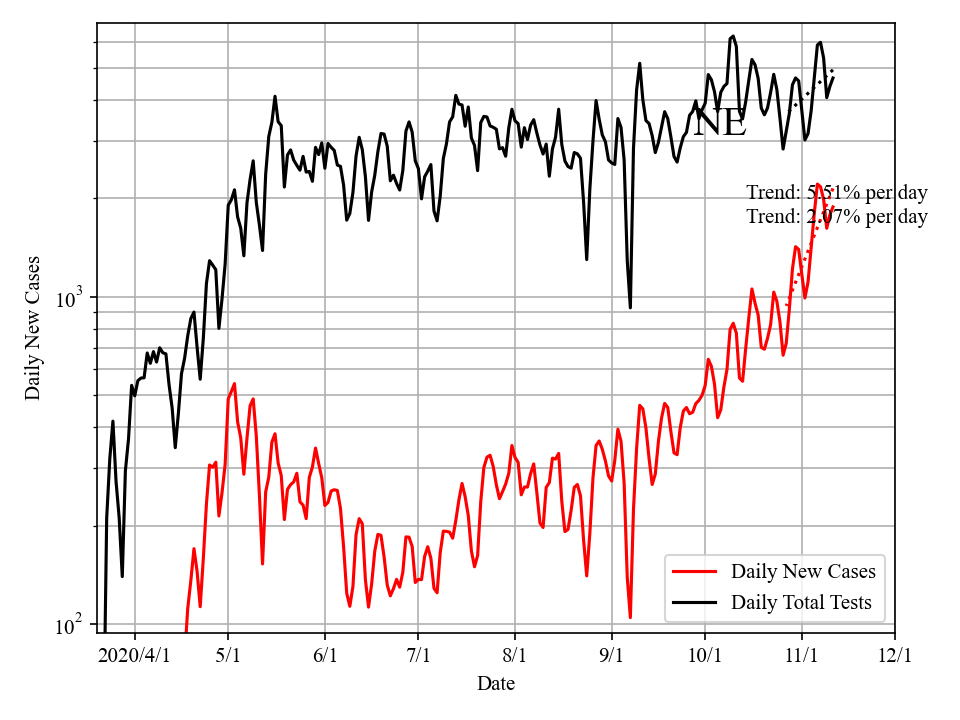 NE
Trend: 5.51% per day
Trend: 2.07% per day
Daily New Cases
10³
10²
Daily New Cases
Daily Total Tests
2020/4/1 5/1 6/1 7/1 8/1 9/1 10/1 11/1 12/1
Date